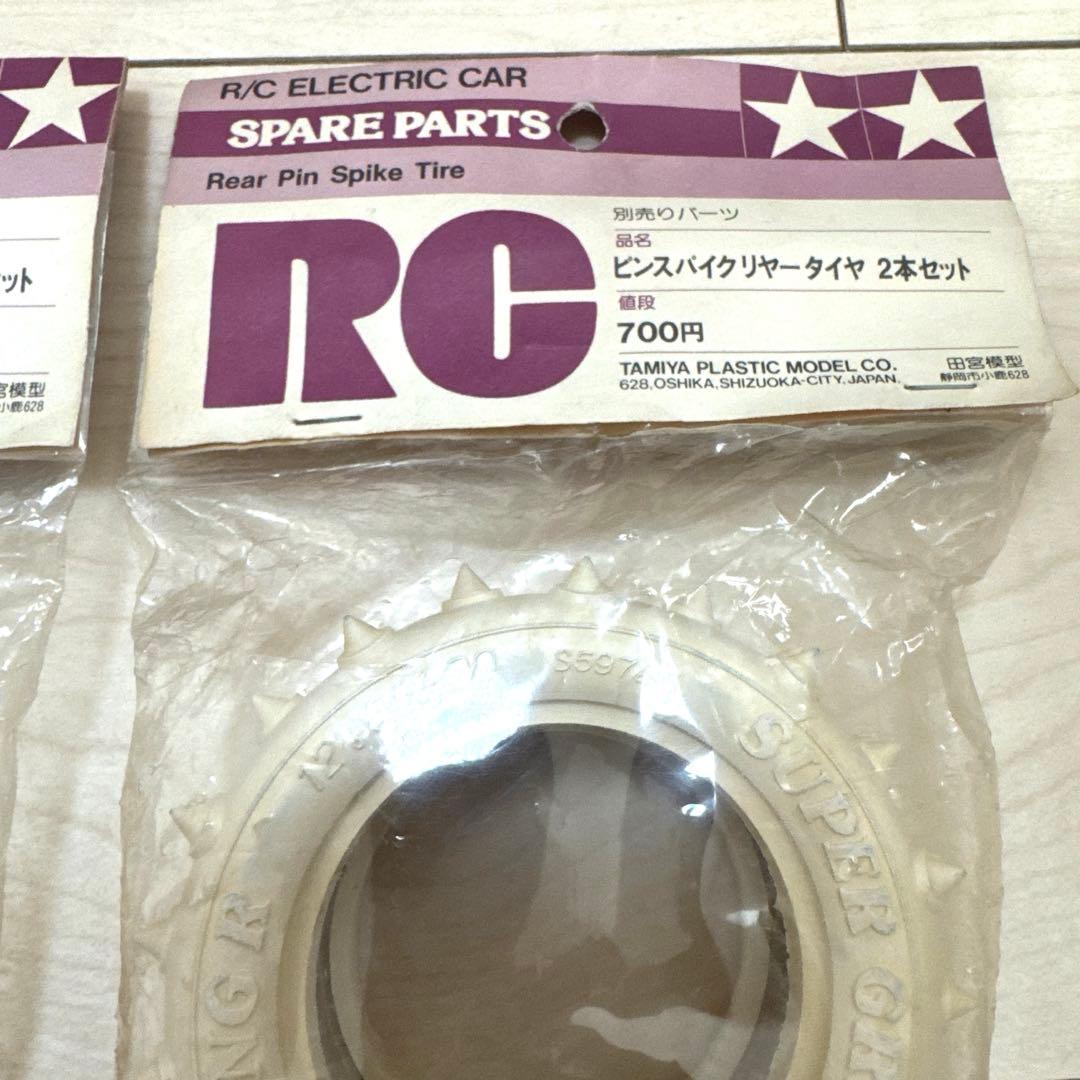 R/C ELECTRIC CAR
SPARE PARTS
Rear Pin Spike Tire
RC
別売りパーツ
品名
ピンスパイクリヤータイヤ 2本セット
値段
700円
TAMIYA PLASTIC MODEL CO.
628, OSHIKA, SHIZUOKA-CITY, JAPAN.
田宮模型
静岡市小鹿628
ット
宮模型
小鹿628
SUPER
NG R